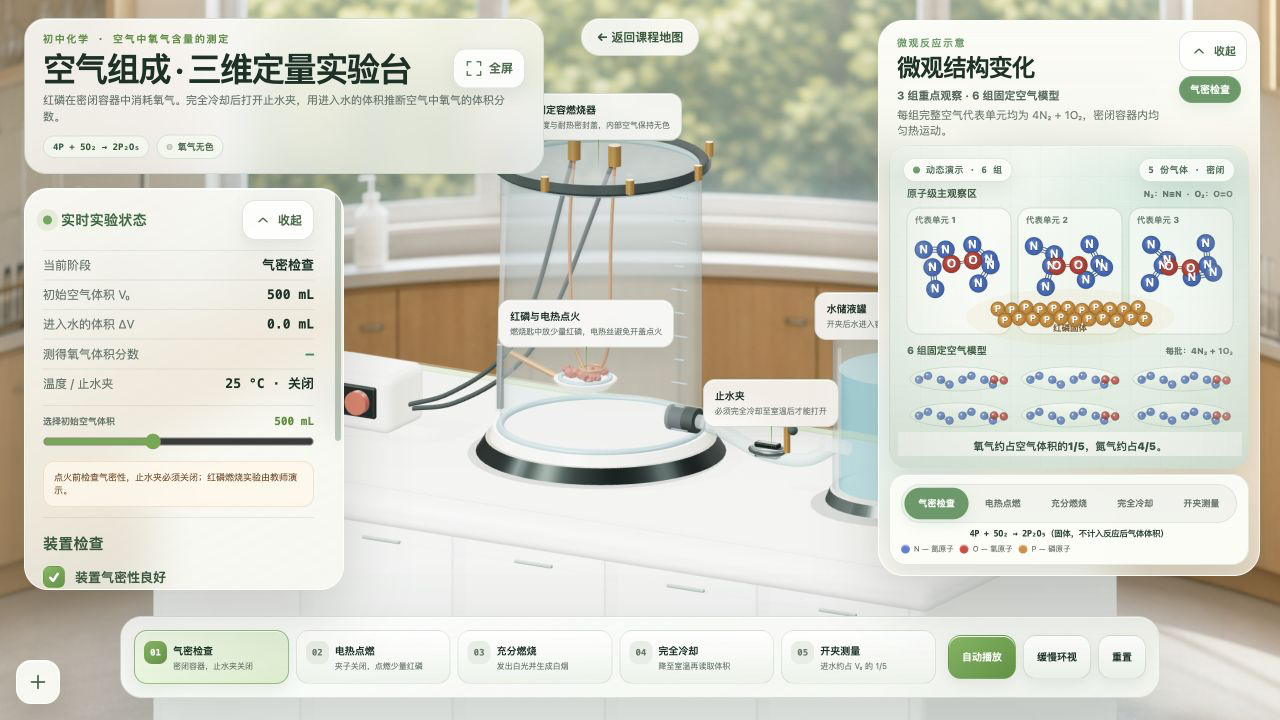 初中化学 · 空气中氧气含量的测定
空气组成·三维定量实验台
全屏
红磷在密闭容器中消耗氧气。完全冷却后打开止水夹，用进入水的体积推断空气中氧气的体积分
数。
4P + 5O₂ → 2P₂O₅
氧气无色
← 返回课程地图
定容燃烧器
度与耐热密封盖，内部空气保持无色
实时实验状态
收起
当前阶段 气密检查
初始空气体积 V₀ 500 mL
进入水的体积 ΔV 0.0 mL
测得氧气体积分数 —
温度 / 止水夹 25 °C · 关闭
选择初始空气体积 500 mL
点火前检查气密性，止水夹必须关闭；红磷燃烧实验由教师演
示。
装置检查
装置气密性良好
红磷与电热点火
燃烧匙中放少量红磷，电热丝避免开盖点火
水储液罐
开夹后水进入
止水夹
必须完全冷却至室温后才能打开
微观反应示意
微观结构变化
收起
气密检查
3 组重点观察 · 6 组固定空气模型
每组完整空气代表单元均为 4N₂ + 1O₂，密闭容器内均
匀热运动。
动态演示 · 6 组
5 份气体 · 密闭
原子级主观察区
N₂: N≡N · O₂: O=O
代表单元 1
代表单元 2
代表单元 3
红磷固体
6 组固定空气模型
每批：4N₂ + 1O₂
氧气约占空气体积的1/5，氮气约占4/5。
气密检查
电热点燃
充分燃烧
完全冷却
开夹测量
4P + 5O₂ → 2P₂O₅（固体，不计入反应后气体体积）
N — 氮原子
O — 氧原子
P — 磷原子
01 气密检查
密闭容器，止水夹关闭
02 电热点燃
夹子关闭，点燃少量红磷
03 充分燃烧
发出白光并生成白烟
04 完全冷却
降至室温再读取体积
05 开夹测量
进水约占 V₀ 的 1/5
自动播放
缓慢环视
重置